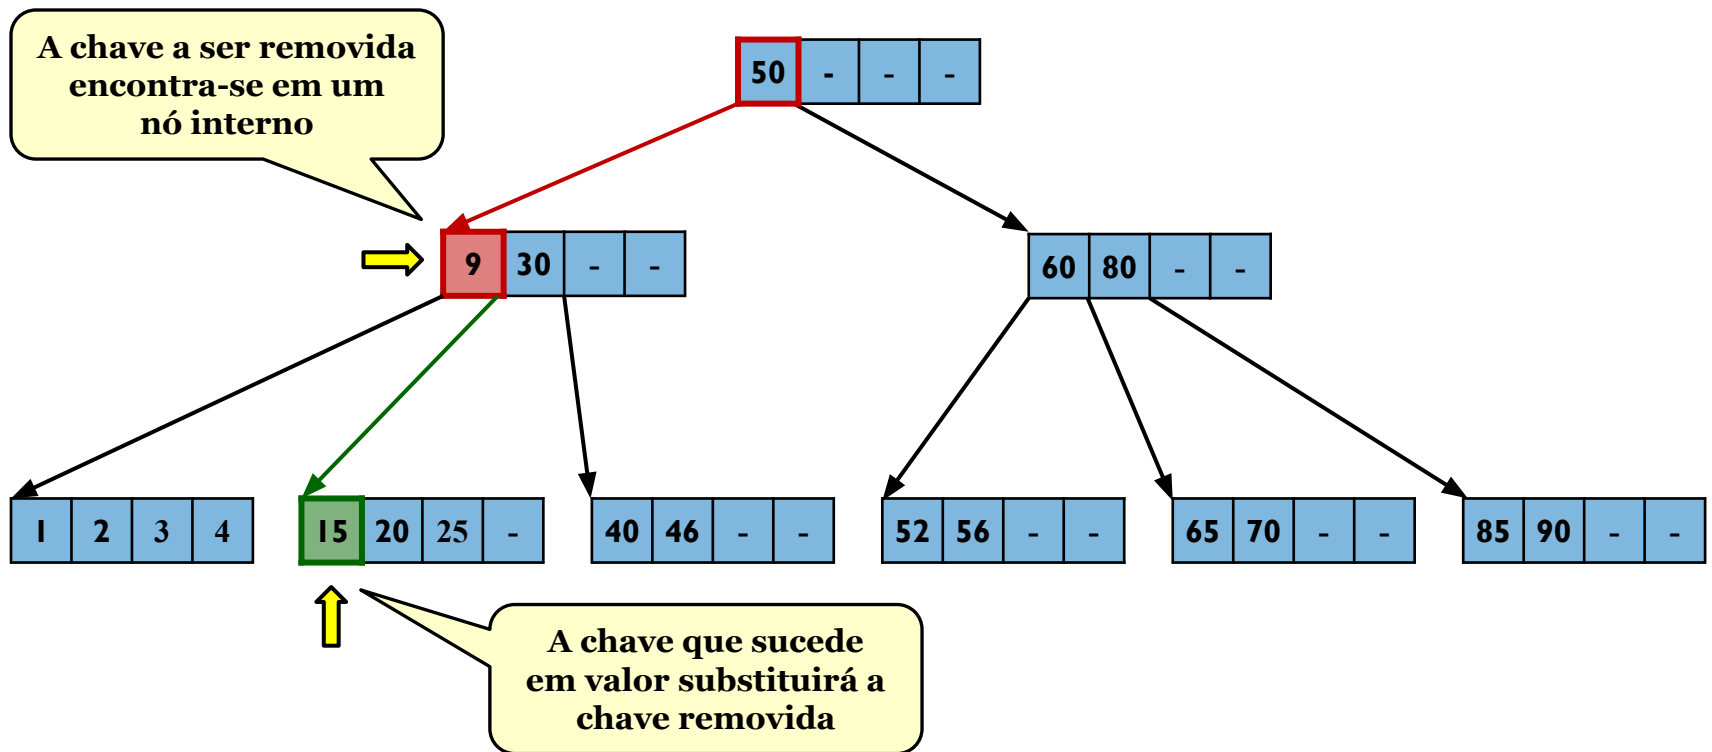 A chave a ser removida
encontra-se em um
nó interno
50 - - -
9 30 - -
60 80 - -
1 2 3 4
15 20 25 -
40 46 - -
52 56 - -
65 70 - -
85 90 - -
A chave que sucede
em valor substituirá a
chave removida